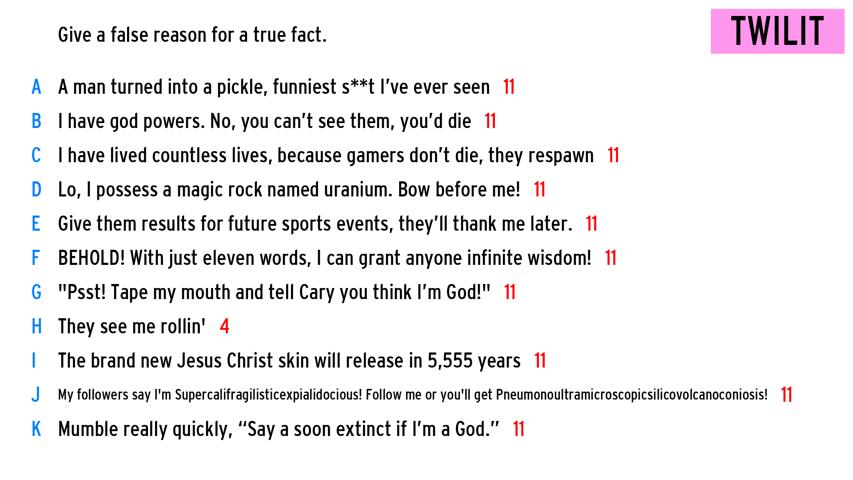 Give a false reason for a true fact.
TWILIT
A A man turned into a pickle, funniest s**t I've ever seen 11
B I have god powers. No, you can't see them, you'd die 11
C I have lived countless lives, because gamers don't die, they respawn 11
D Lo, I possess a magic rock named uranium. Bow before me! 11
E Give them results for future sports events, they'll thank me later. 11
F BEHOLD! With just eleven words, I can grant anyone infinite wisdom! 11
G "Psst! Tape my mouth and tell Cary you think I'm God!" 11
H They see me rollin' 4
I The brand new Jesus Christ skin will release in 5,555 years 11
J My followers say I'm Supercalifragilisticexpialidocious! Follow me or you'll get Pneumonoultramicroscopicsilicovolcanoconiosis! 11
K Mumble really quickly, “Say a soon extinct if I'm a God.” 11